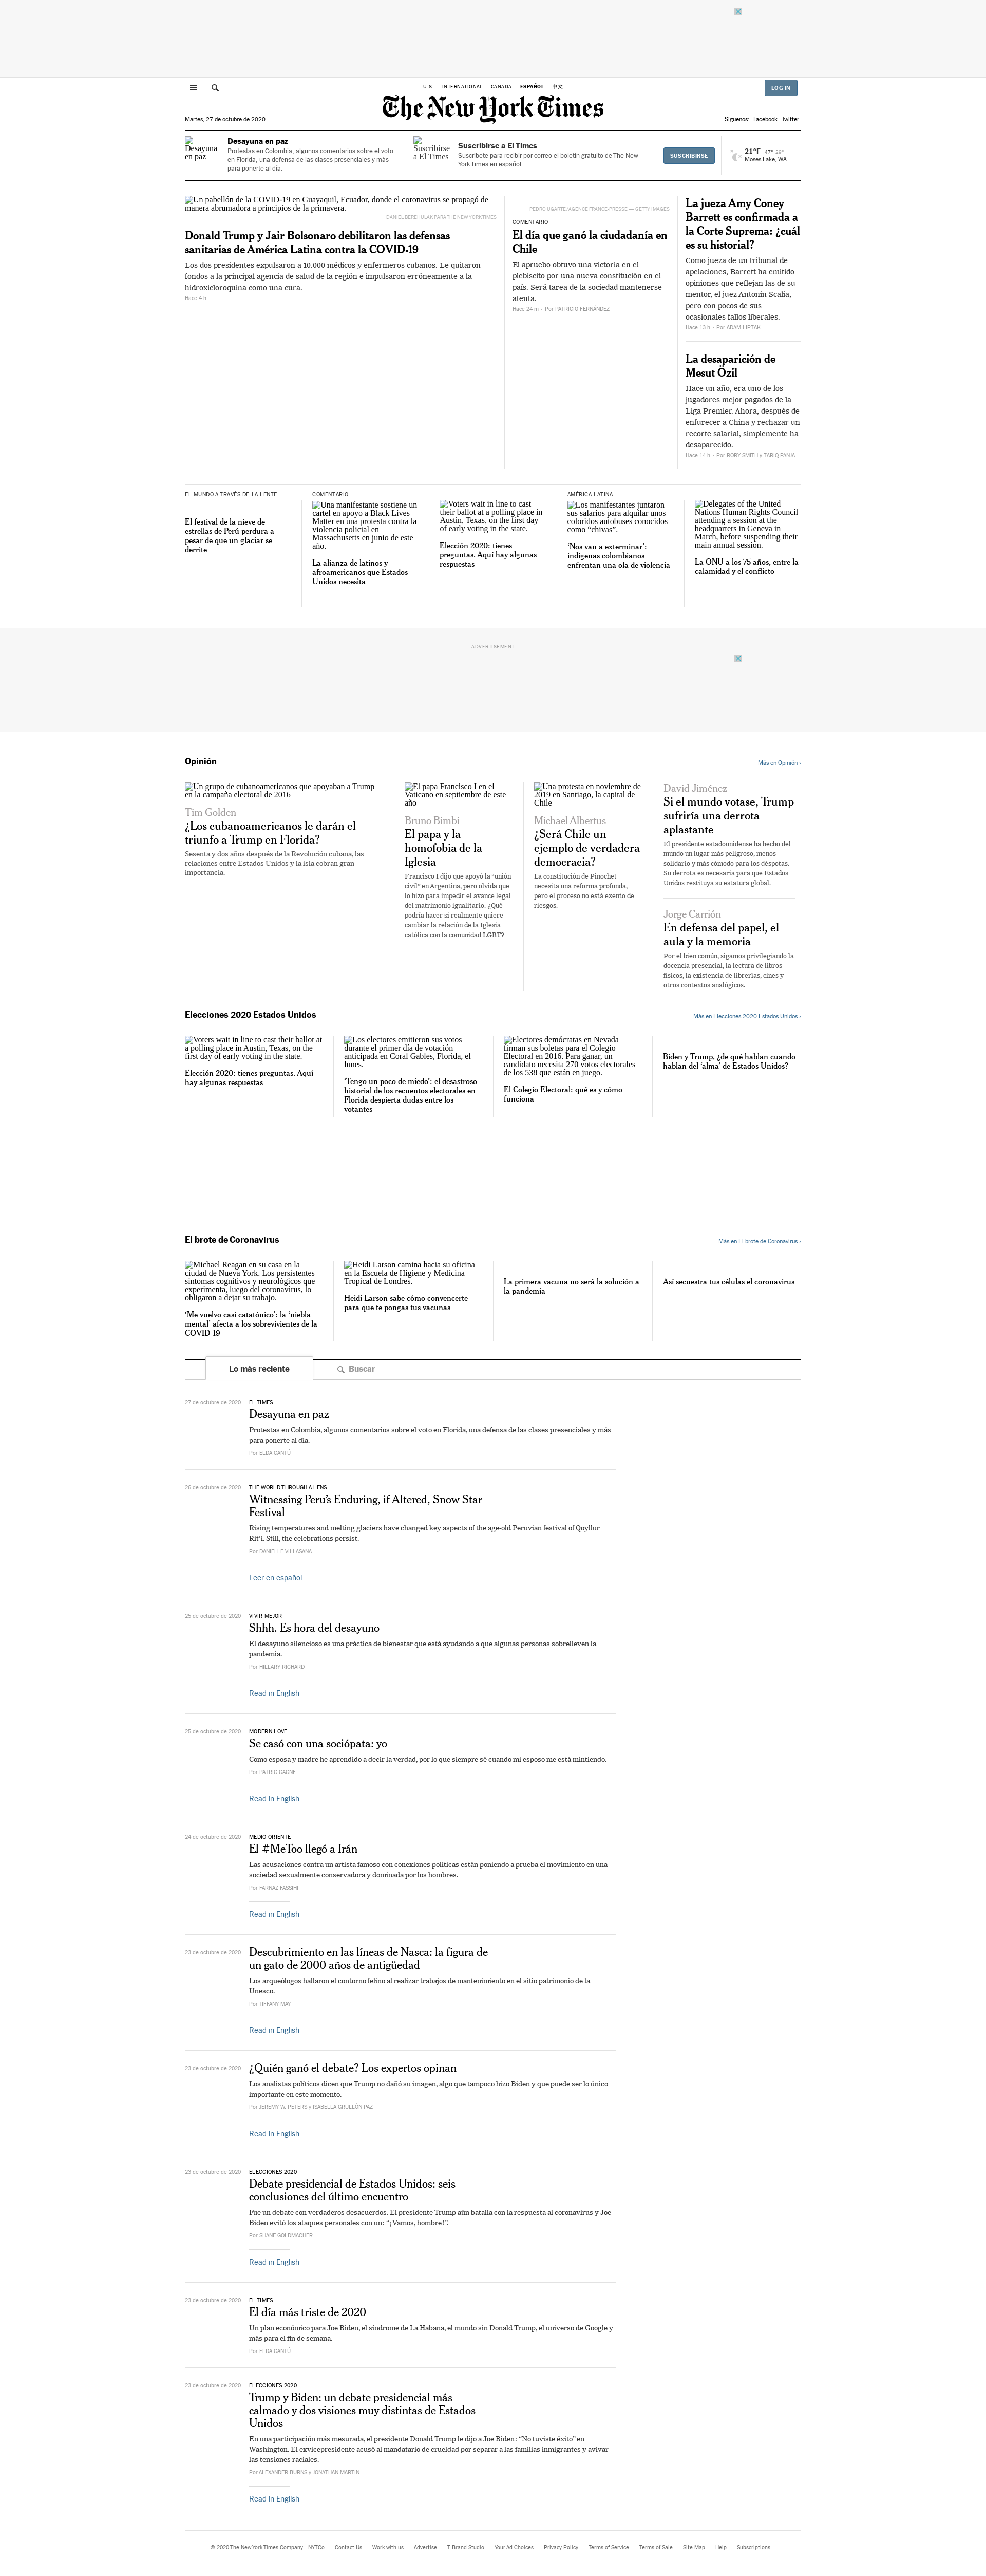 U.S. INTERNATIONAL CANADA ESPAÑOL 中文
LOG IN
The New York Times
Martes, 27 de octubre de 2020
Síguenos: Facebook Twitter
Desayuna en paz
Desayuna en paz
Protestas en Colombia, algunos comentarios sobre el voto
en Florida, una defensa de las clases presenciales y más
para ponerte al día.
Suscribirse a El Times
Suscribirse a El Times
Suscríbete para recibir por correo el boletín gratuito de The New
York Times en español.
SUSCRIBIRSE
21°F 47° 28°
Moses Lake, WA
Un pabellón de la COVID-19 en Guayaquil, Ecuador, donde el coronavirus se propagó de
manera abrumadora a principios de la primavera.
DANIEL BEREHULAK PARA THE NEW YORK TIMES
Donald Trump y Jair Bolsonaro debilitaron las defensas
sanitarias de América Latina contra la COVID-19
Los dos presidentes expulsaron a 10.000 médicos y enfermeros cubanos. Le quitaron
fondos a la principal agencia de salud de la región e impulsaron erróneamente a la
hidroxicloroquina como una cura.
Hace 4 h
PEDRO UGARTE/AGENCE FRANCE-PRESSE — GETTY IMAGES
COMENTARIO
El día que ganó la ciudadanía en
Chile
El apruebo obtuvo una victoria en el
plebiscito por una nueva constitución en el
país. Será tarea de la sociedad mantenerse
atenta.
Hace 24 m - Por PATRICIO FERNÁNDEZ
La jueza Amy Coney
Barrett es confirmada a
la Corte Suprema: ¿cuál
es su historial?
Como jueza de un tribunal de
apelaciones, Barrett ha emitido
opiniones que reflejan las de su
mentor, el juez Antonin Scalia,
pero con pocos de sus
ocasionales fallos liberales.
Hace 13 h - Por ADAM LIPTAK
La desaparición de
Mesut Özil
Hace un año, era uno de los
jugadores mejor pagados de la
Liga Premier. Ahora, después de
enfurecer a China y rechazar un
recorte salarial, simplemente ha
desaparecido.
Hace 14 h - Por RORY SMITH y TARIQ PANJA
EL MUNDO A TRAVÉS DE LA LENTE
El festival de la nieve de
estrellas de Perú perdura a
pesar de que un glaciar se
derrite
COMENTARIO
Una manifestante sostiene un
cartel en apoyo a Black Lives
Matter en una protesta contra la
violencia policial en
Massachusetts en junio de este
año.
La alianza de latinos y
afroamericanos que Estados
Unidos necesita
Voters wait in line to cast
their ballot at a polling place in
Austin, Texas, on the first day
of early voting in the state.
Elección 2020: tienes
preguntas. Aquí hay algunas
respuestas
AMÉRICA LATINA
Los manifestantes juntaron
sus salarios para alquilar unos
coloridos autobuses conocidos
como “chivas”.
‘Nos van a exterminar’:
indígenas colombianos
enfrentan una ola de violencia
Delegates of the United
Nations Human Rights Council
attending a session at the
headquarters in Geneva in
March, before suspending their
main annual session.
La ONU a los 75 años, entre la
calamidad y el conflicto
ADVERTISEMENT
Opinión
Más en Opinión ›
Un grupo de cubanoamericanos que apoyaban a Trump
en la campaña electoral de 2016
Tim Golden
¿Los cubanoamericanos le darán el
triunfo a Trump en Florida?
Sesenta y dos años después de la Revolución cubana, las
relaciones entre Estados Unidos y la isla cobran gran
importancia.
El papa Francisco I en el
Vaticano en septiembre de este
año
Bruno Bimbi
El papa y la
homofobia de la
Iglesia
Francisco I dijo que apoyó la “unión
civil” en Argentina, pero olvida que
lo hizo para impedir el avance legal
del matrimonio igualitario. ¿Qué
podría hacer si realmente quiere
cambiar la relación de la Iglesia
católica con la comunidad LGBT?
Una protesta en noviembre de
2019 en Santiago, la capital de
Chile
Michael Albertus
¿Será Chile un
ejemplo de verdadera
democracia?
La constitución de Pinochet
necesita una reforma profunda,
pero el proceso no está exento de
riesgos.
David Jiménez
Si el mundo votase, Trump
sufriría una derrota
aplastante
El presidente estadounidense ha hecho del
mundo un lugar más peligroso, menos
solidario y más cómodo para los déspotas.
Su derrota es necesaria para que Estados
Unidos restituya su estatura global.
Jorge Carrión
En defensa del papel, el
aula y la memoria
Por el bien común, sigamos privilegiando la
docencia presencial, la lectura de libros
físicos, la existencia de librerías, cines y
otros contextos analógicos.
Elecciones 2020 Estados Unidos
Más en Elecciones 2020 Estados Unidos ›
Voters wait in line to cast their ballot at
a polling place in Austin, Texas, on the
first day of early voting in the state.
Elección 2020: tienes preguntas. Aquí
hay algunas respuestas
Los electores emitieron sus votos
durante el primer día de votación
anticipada en Coral Gables, Florida, el
lunes.
‘Tengo un poco de miedo’: el desastroso
historial de los recuentos electorales en
Florida despierta dudas entre los
votantes
Electores demócratas en Nevada
firman sus boletas para el Colegio
Electoral en 2016. Para ganar, un
candidato necesita 270 votos electorales
de los 538 que están en juego.
El Colegio Electoral: qué es y cómo
funciona
Biden y Trump, ¿de qué hablan cuando
hablan del ‘alma’ de Estados Unidos?
El brote de Coronavirus
Más en El brote de Coronavirus ›
Michael Reagan en su casa en la
ciudad de Nueva York. Los persistentes
síntomas cognitivos y neurológicos que
experimenta, luego del coronavirus, lo
obligaron a dejar su trabajo.
‘Me vuelvo casi catatónico’: la ‘niebla
mental’ afecta a los sobrevivientes de la
COVID-19
Heidi Larson camina hacia su oficina
en la Escuela de Higiene y Medicina
Tropical de Londres.
Heidi Larson sabe cómo convencerte
para que te pongas tus vacunas
La primera vacuna no será la solución a
la pandemia
Así secuestra tus células el coronavirus
Lo más reciente
Buscar
27 de octubre de 2020
EL TIMES
Desayuna en paz
Protestas en Colombia, algunos comentarios sobre el voto en Florida, una defensa de las clases presenciales y más
para ponerte al día.
Por ELDA CANTÚ
26 de octubre de 2020
THE WORLD THROUGH A LENS
Witnessing Peru’s Enduring, if Altered, Snow Star
Festival
Rising temperatures and melting glaciers have changed key aspects of the age-old Peruvian festival of Qoyllur
Rit’i. Still, the celebrations persist.
Por DANIELLE VILLASANA
Leer en español
25 de octubre de 2020
VIVIR MEJOR
Shhh. Es hora del desayuno
El desayuno silencioso es una práctica de bienestar que está ayudando a que algunas personas sobrelleven la
pandemia.
Por HILLARY RICHARD
Read in English
25 de octubre de 2020
MODERN LOVE
Se casó con una sociópata: yo
Como esposa y madre he aprendido a decir la verdad, por lo que siempre sé cuando mi esposo me está mintiendo.
Por PATRIC GAGNE
Read in English
24 de octubre de 2020
MEDIO ORIENTE
El #MeToo llegó a Irán
Las acusaciones contra un artista famoso con conexiones políticas están poniendo a prueba el movimiento en una
sociedad sexualmente conservadora y dominada por los hombres.
Por FARNAZ FASSIHI
Read in English
23 de octubre de 2020
Descubrimiento en las líneas de Nasca: la figura de
un gato de 2000 años de antigüedad
Los arqueólogos hallaron el contorno felino al realizar trabajos de mantenimiento en el sitio patrimonio de la
Unesco.
Por TIFFANY MAY
Read in English
23 de octubre de 2020
¿Quién ganó el debate? Los expertos opinan
Los analistas políticos dicen que Trump no dañó su imagen, algo que tampoco hizo Biden y que puede ser lo único
importante en este momento.
Por JEREMY W. PETERS y ISABELLA GRULLÓN PAZ
Read in English
23 de octubre de 2020
ELECCIONES 2020
Debate presidencial de Estados Unidos: seis
conclusiones del último encuentro
Fue un debate con verdaderos desacuerdos. El presidente Trump aún batalla con la respuesta al coronavirus y Joe
Biden evitó los ataques personales con un: “¡Vamos, hombre!”.
Por SHANE GOLDMACHER
Read in English
23 de octubre de 2020
EL TIMES
El día más triste de 2020
Un plan económico para Joe Biden, el síndrome de La Habana, el mundo sin Donald Trump, el universo de Google y
más para el fin de semana.
Por ELDA CANTÚ
23 de octubre de 2020
ELECCIONES 2020
Trump y Biden: un debate presidencial más
calmado y dos visiones muy distintas de Estados
Unidos
En una participación más mesurada, el presidente Donald Trump le dijo a Joe Biden: “No tuviste éxito” en
Washington. El exvicepresidente acusó al mandatario de crueldad por separar a las familias inmigrantes y avivar
las tensiones raciales.
Por ALEXANDER BURNS y JONATHAN MARTIN
Read in English
© 2020 The New York Times Company NYTCo Contact Us Work with us Advertise T Brand Studio Your Ad Choices Privacy Policy Terms of Service Terms of Sale Site Map Help Subscriptions